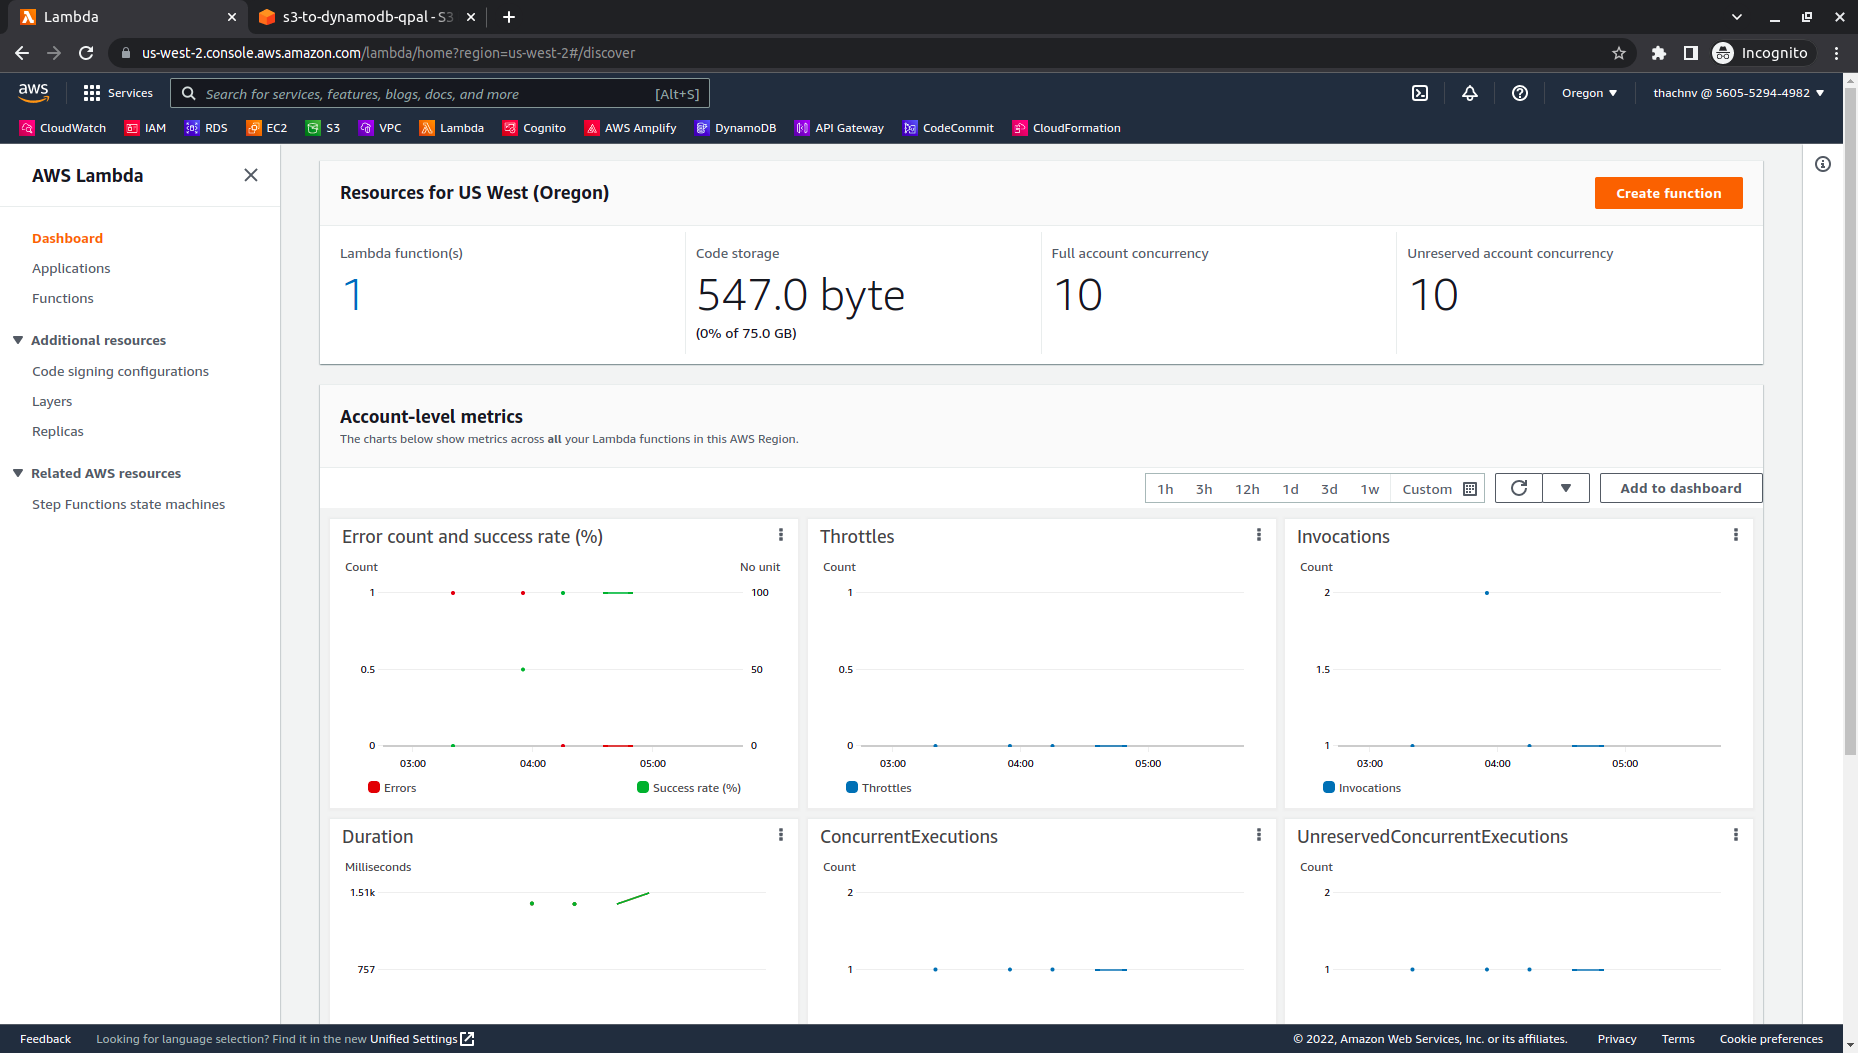 Lambda
s3-to-dynamodb-qpal - S3
us-west-2.console.aws.amazon.com/lambda/home?region=us-west-2#/discover
Incognito
aws
Services
Search for services, features, blogs, docs, and more
[Alt+S]
Oregon
thachnv @ 5605-5294-4982
CloudWatch
IAM
RDS
EC2
S3
VPC
Lambda
Cognito
AWS Amplify
DynamoDB
API Gateway
CodeCommit
CloudFormation
AWS Lambda
Dashboard
Applications
Functions
Additional resources
Code signing configurations
Layers
Replicas
Related AWS resources
Step Functions state machines
Resources for US West (Oregon)
Create function
Lambda function(s)
1
Code storage
547.0 byte
(0% of 75.0 GB)
Full account concurrency
10
Unreserved account concurrency
10
Account-level metrics
The charts below show metrics across all your Lambda functions in this AWS Region.
1h
3h
12h
1d
3d
1w
Custom
Add to dashboard
Error count and success rate (%)
Count
No unit
1
100
0.5
50
0
0
03:00
04:00
05:00
Errors
Success rate (%)
Throttles
Count
1
0.5
0
03:00
04:00
05:00
Throttles
Invocations
Count
2
1.5
1
03:00
04:00
05:00
Invocations
Duration
Milliseconds
1.51k
757
ConcurrentExecutions
Count
2
1
UnreservedConcurrentExecutions
Count
2
1
Feedback
Looking for language selection? Find it in the new Unified Settings
© 2022, Amazon Web Services, Inc. or its affiliates.
Privacy
Terms
Cookie preferences